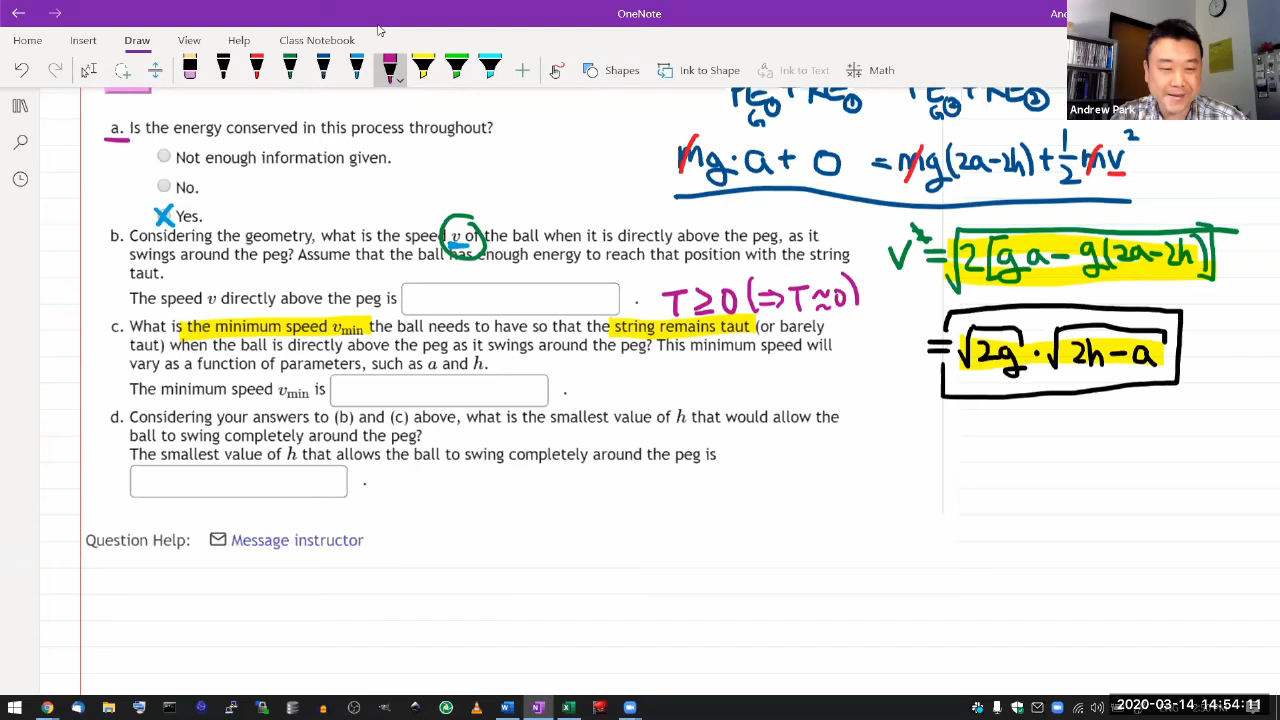 OneNote
Home Insert Draw View Help Class Notebook
Shapes Ink to Shape Ink to Text Math
Andrew Park
a. Is the energy conserved in this process throughout?
Not enough information given.
No.
Yes.
b. Considering the geometry, what is the speed v of the ball when it is directly above the peg, as it
swings around the peg? Assume that the ball has enough energy to reach that position with the string
taut.
The speed v directly above the peg is .
c. What is the minimum speed v_min the ball needs to have so that the string remains taut (or barely
taut) when the ball is directly above the peg as it swings around the peg? This minimum speed will
vary as a function of parameters, such as a and h.
The minimum speed v_min is .
d. Considering your answers to (b) and (c) above, what is the smallest value of h that would allow the
ball to swing completely around the peg?
The smallest value of h that allows the ball to swing completely around the peg is
.
Question Help: Message instructor
mg·a + 0 = mg(2a-2h) + 1/2 mv²
v² = √2[ga - g(2a-2h)]
T ≥ 0 (⇒ T ≈ 0)
= √2g · √2h-a
2020-03-14 14:54:11